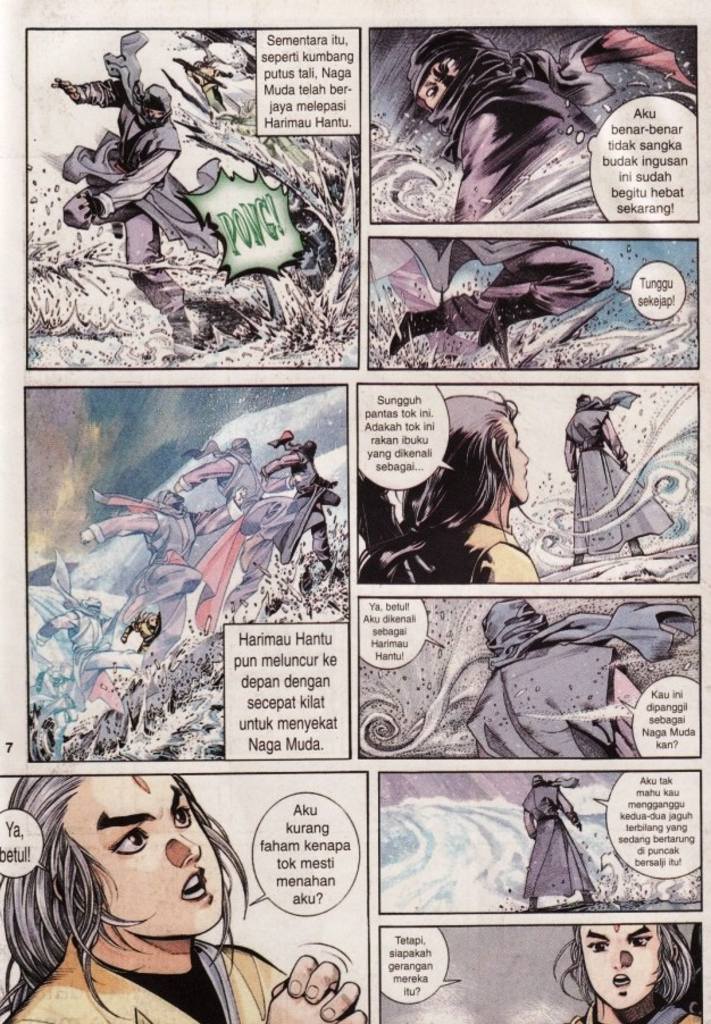 Sementara itu,
seperti kumbang
putus tali, Naga
Muda telah ber-
jaya melepasi
Harimau Hantu.
PONG!
Aku
benar-benar
tidak sangka
budak ingusan
ini sudah
begitu hebat
sekarang!
Tunggu
sekejap!
Harimau Hantu
pun meluncur ke
depan dengan
secepat kilat
untuk menyekat
Naga Muda.
Sungguh
pantas tok ini.
Adakah tok ini
rakan ibuku
yang dikenali
sebagai...
Ya, betul!
Aku dikenali
sebagai
Harimau
Hantu!
Kau ini
dipanggil
sebagai
Naga Muda
kan?
7
Ya,
betul!
Aku
kurang
faham kenapa
tok mesti
menahan
aku?
Aku tak
mahu kau
mengganggu
kedua-dua jaguh
terbilang yang
sedang bertarung
di puncak
bersalji itu!
Tetapi,
siapakah
gerangan
mereka
itu?